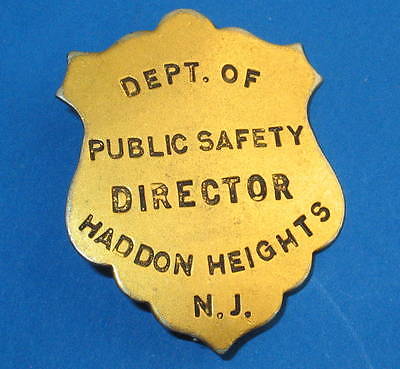 DEPT. OF
PUBLIC SAFETY
DIRECTOR
HADDON HEIGHTS
N.J.